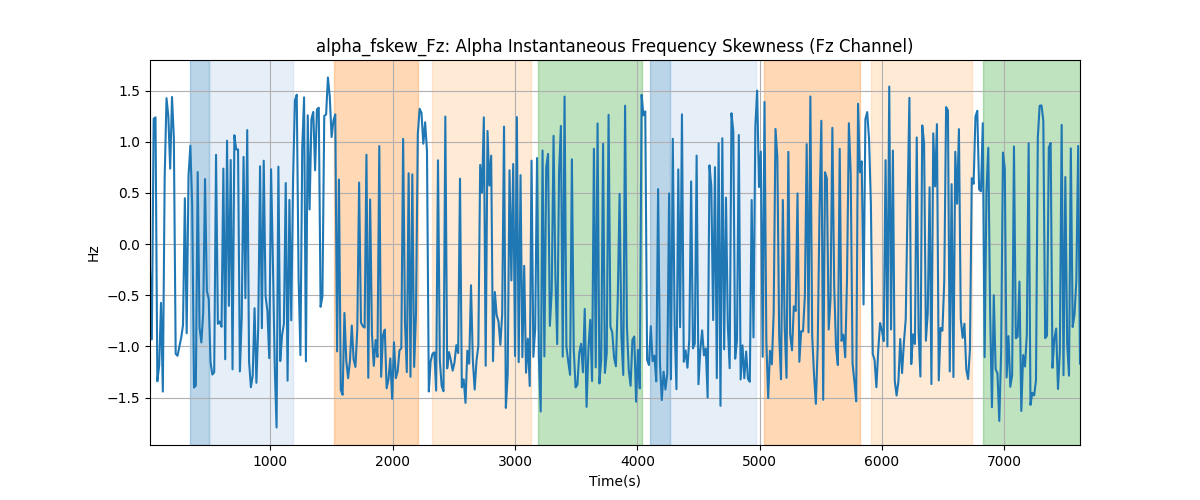 alpha_fskew_Fz: Alpha Instantaneous Frequency Skewness (Fz Channel)
1.5
1.0
0.5
0.0
−0.5
−1.0
−1.5
Hz
1000 2000 3000 4000 5000 6000 7000
Time(s)